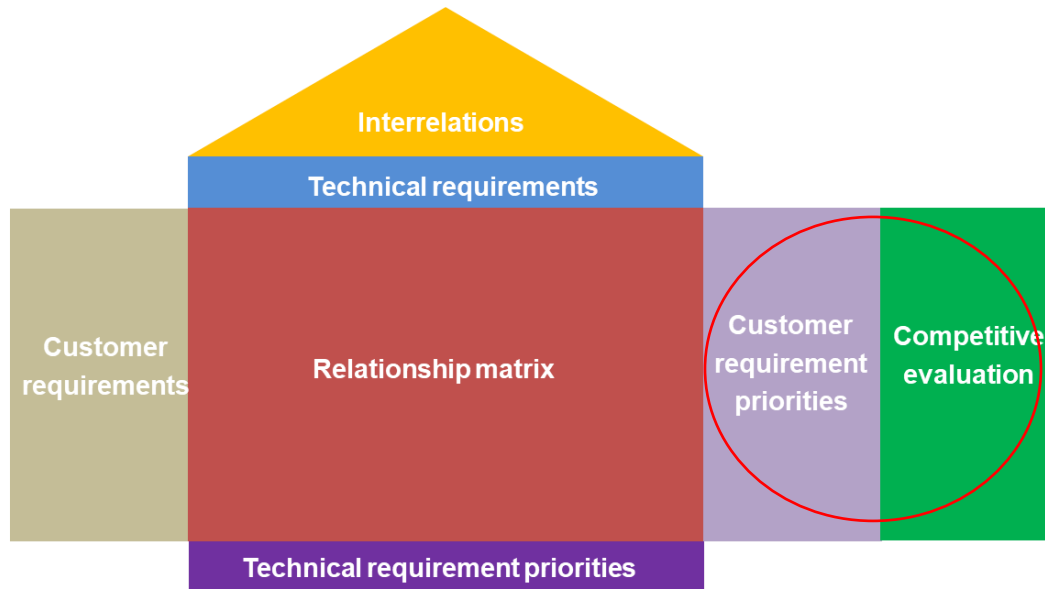 Interrelations
Technical requirements
Customer
requirements
Relationship matrix
Customer
requirement
priorities
Competitive
evaluation
Technical requirement priorities